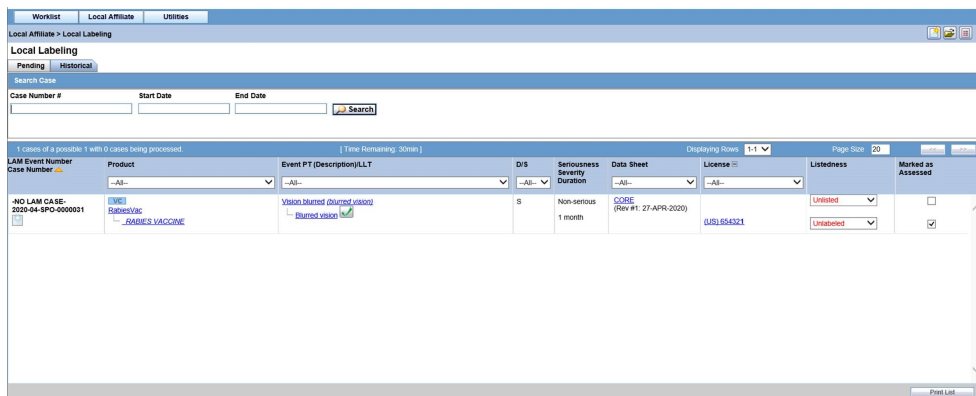 Worklist Local Affiliate Utilities
Local Affiliate > Local Labeling
Local Labeling
Pending Historical
Search Case
Case Number # Start Date End Date
Search
1 cases of a possible 1 with 0 cases being processed. [ Time Remaining: 30min ] Displaying Rows 1-1 Page Size 20
LAM Event Number
Case Number
Product
Event PT (Description)/LLT
D/S
Seriousness
Severity
Duration
Data Sheet
License
Listedness
Marked as
Assessed
--All-- --All-- --All-- --All-- --All--
-NO LAM CASE-
2020-04-SPO-0000031
VC
RabiesVac
RABIES VACCINE
Vision blurred (blurred vision)
Blurred vision
S
Non-serious
1 month
CORE
(Rev #1: 27-APR-2020)
(US) 654321
Unlisted
Unlabeled
Print List